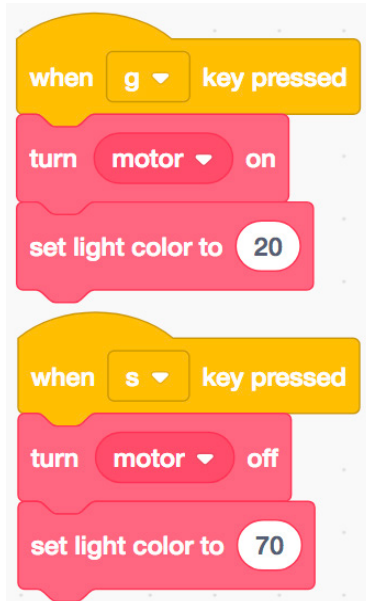 when g key pressed
turn motor on
set light color to 20
when s key pressed
turn motor off
set light color to 70